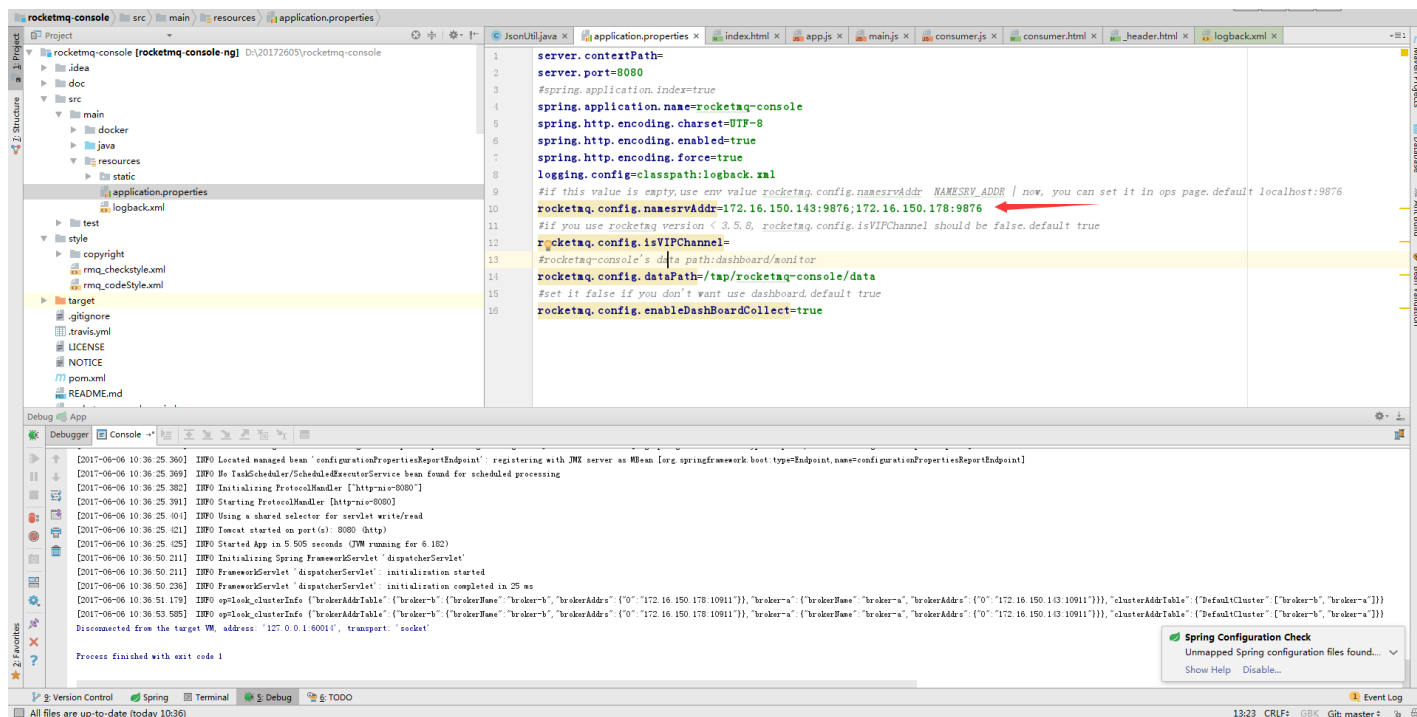 rocketmq-console src main resources application.properties
Project
rocketmq-console [rocketmq-console-ng] D:\20172605\rocketmq-console
.idea
doc
src
main
docker
java
resources
static
application.properties
logback.xml
test
style
copyright
rmq_checkstyle.xml
rmq_codeStyle.xml
target
.gitignore
.travis.yml
LICENSE
NOTICE
pom.xml
README.md
1: Project
7: Structure
2: Favorites
JsonUtil.java application.properties index.html app.js main.js consumer.js consumer.html _header.html logback.xml
1 server.contextPath=
2 server.port=8080
3 #spring.application.index=true
4 spring.application.name=rocketmq-console
5 spring.http.encoding.charset=UTF-8
6 spring.http.encoding.enabled=true
7 spring.http.encoding.force=true
8 logging.config=classpath:logback.xml
9 #if this value is empty,use env value rocketmq.config.namesrvAddr NAMESRV_ADDR | now, you can set it in ops page.default localhost:9876
10 rocketmq.config.namesrvAddr=172.16.150.143:9876;172.16.150.178:9876
11 #if you use rocketmq version < 3.5.8, rocketmq.config.isVIPChannel should be false.default true
12 rocketmq.config.isVIPChannel=
13 #rocketmq-console's data path:dashboard/monitor
14 rocketmq.config.dataPath=/tmp/rocketmq-console/data
15 #set it false if you don't want use dashboard.default true
16 rocketmq.config.enableDashBoardCollect=true
Debug App
Debugger Console
[2017-06-06 10:36:25.360] INFO Located managed bean 'configurationPropertiesReportEndpoint': registering with JMX server as MBean [org.springframework.boot:type=Endpoint,name=configurationPropertiesReportEndpoint]
[2017-06-06 10:36:25.369] INFO No TaskScheduler/ScheduledExecutorService bean found for scheduled processing
[2017-06-06 10:36:25.382] INFO Initializing ProtocolHandler ["http-nio-8080"]
[2017-06-06 10:36:25.391] INFO Starting ProtocolHandler [http-nio-8080]
[2017-06-06 10:36:25.404] INFO Using a shared selector for servlet write/read
[2017-06-06 10:36:25.421] INFO Tomcat started on port(s): 8080 (http)
[2017-06-06 10:36:25.425] INFO Started App in 5.505 seconds (JVM running for 6.182)
[2017-06-06 10:36:50.211] INFO Initializing Spring FrameworkServlet 'dispatcherServlet'
[2017-06-06 10:36:50.211] INFO FrameworkServlet 'dispatcherServlet': initialization started
[2017-06-06 10:36:50.236] INFO FrameworkServlet 'dispatcherServlet': initialization completed in 25 ms
[2017-06-06 10:36:51.179] INFO op=look_clusterInfo {"brokerAddrTable":{"broker-b":{"brokerName":"broker-b","brokerAddrs":{"0":"172.16.150.178:10911"}},"broker-a":{"brokerName":"broker-a","brokerAddrs":{"0":"172.16.150.143:10911"}}},"clusterAddrTable":{"DefaultCluster":["broker-b","broker-a"]}}
[2017-06-06 10:36:53.585] INFO op=look_clusterInfo {"brokerAddrTable":{"broker-b":{"brokerName":"broker-b","brokerAddrs":{"0":"172.16.150.178:10911"}},"broker-a":{"brokerName":"broker-a","brokerAddrs":{"0":"172.16.150.143:10911"}}},"clusterAddrTable":{"DefaultCluster":["broker-b","broker-a"]}}
Disconnected from the target VM, address: '127.0.0.1:60014', transport: 'socket'
Process finished with exit code 1
Spring Configuration Check
Unmapped Spring configuration files found....
Show Help Disable...
9: Version Control Spring Terminal 5: Debug 6: TODO
1 Event Log
All files are up-to-date (today 10:36)
13:23 CRLF GBK Git: master